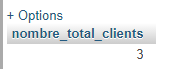 + Options
nombre_total_clients
3